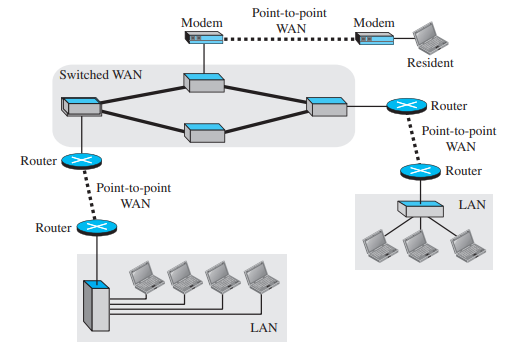 Point-to-point
WAN
Modem
Modem
Resident
Switched WAN
Router
Point-to-point
WAN
Router
Router
Point-to-point
WAN
Router
LAN
LAN